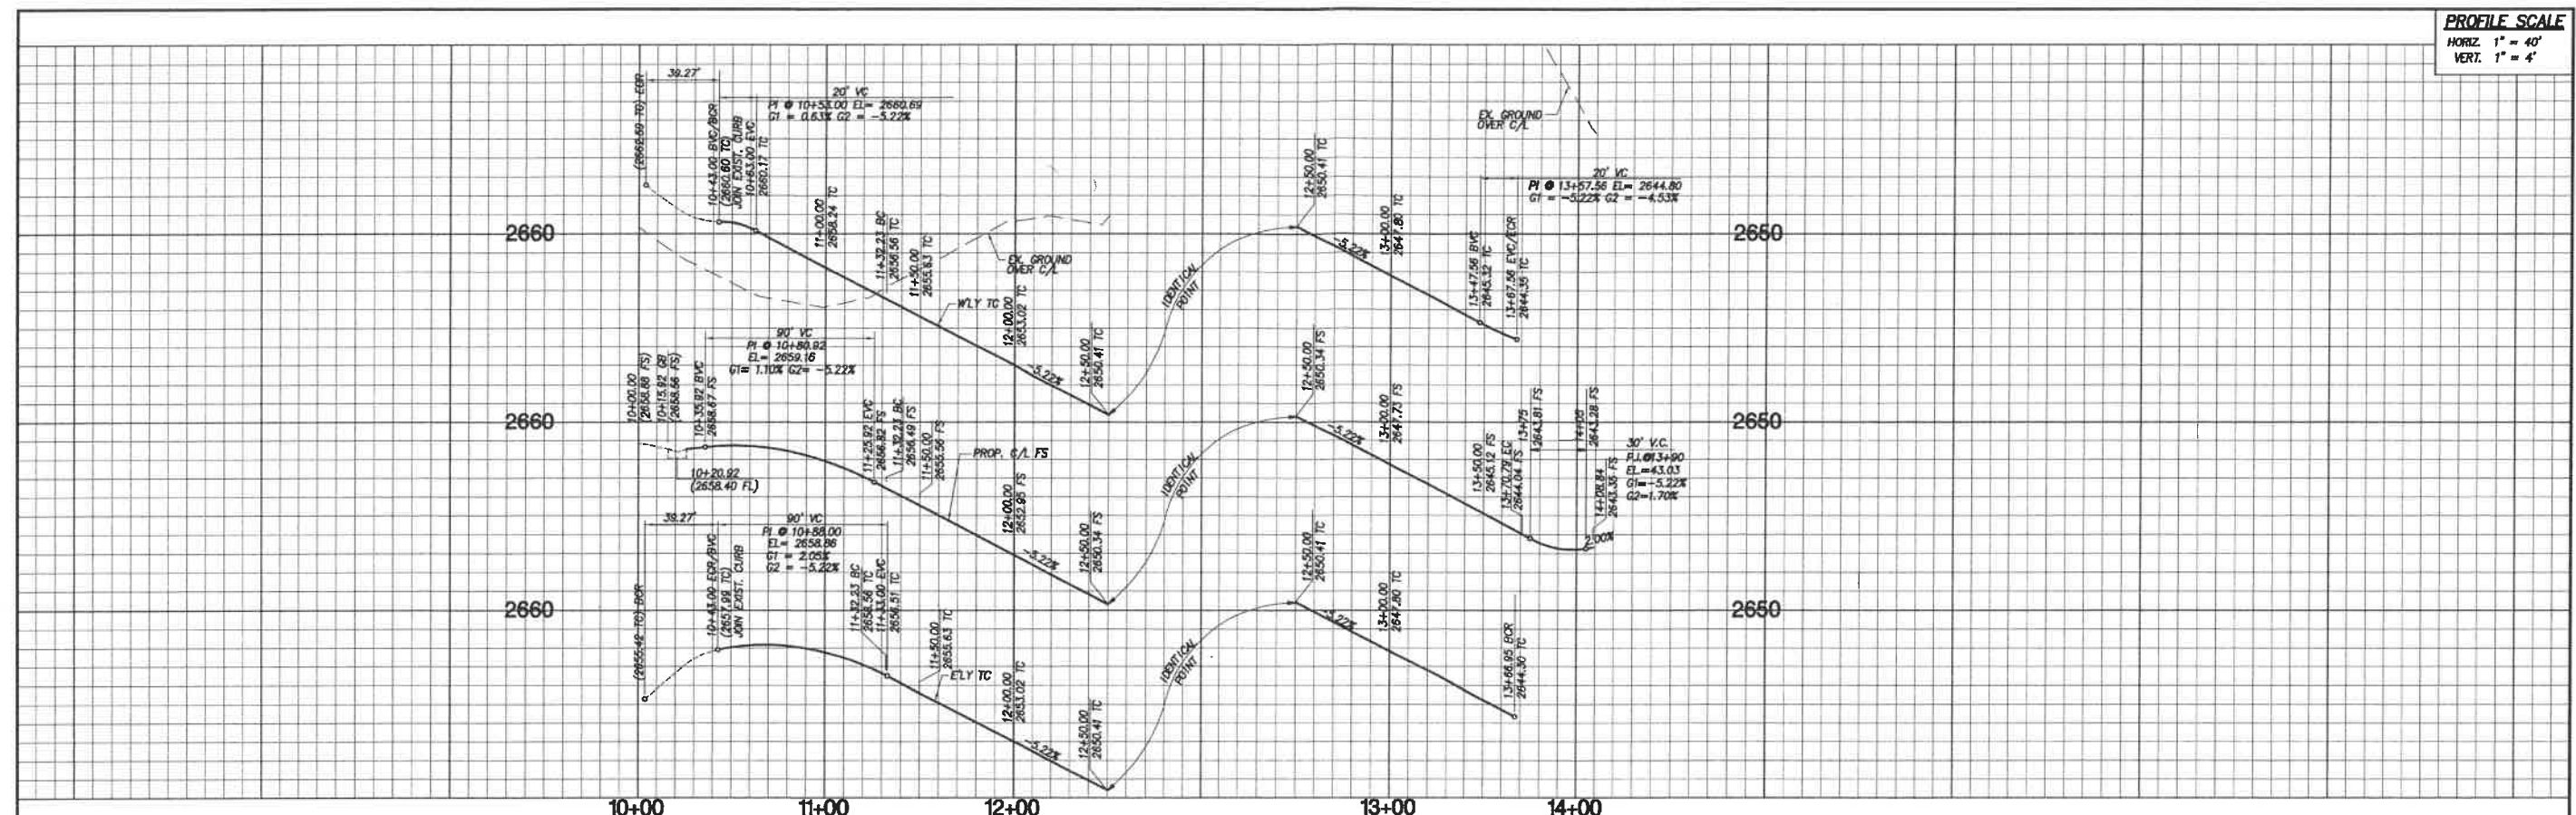 PROFILE SCALE
HORIZ. 1" = 40'
VERT. 1" = 4'
39.27'
20' VC
PI @ 10+53.00 EL= 2660.69
G1 = 0.63% G2 = -5.22%
10+43.00 BVC/BCR
(2660.60 TC)
JOIN EXIST. CURB
10+63.00 EVC
2660.17 TC
11+00.00
2658.24 TC
11+32.23 BC
2656.56 TC
11+50.00
2655.63 TC
EX. GROUND
OVER C/L
W'LY TC
12+00.00
2653.02 TC
-5.22%
12+50.00
2650.41 TC
IDENTICAL
POINT
12+50.00
2650.41 TC
-5.22%
13+00.00
2647.80 TC
EX. GROUND
OVER C/L
20' VC
PI @ 13+57.56 EL= 2644.80
G1 = -5.22% G2 = -4.53%
13+47.56 BVC
2645.32 TC
13+67.56 EVC/ECR
2644.35 TC
2660
2650
10+00.00
(2658.88 FS)
10+15.92 GB
(2658.56 FS)
10+35.92 BVC
2658.67 FS
90' VC
PI @ 10+80.92
EL= 2659.16
G1= 1.10% G2= -5.22%
10+20.92
(2658.40 FL)
11+25.92 EVC
2656.82 FS
11+32.23 BC
2656.49 FS
11+50.00
2655.56 FS
PROP. C/L FS
12+00.00
2652.95 FS
-5.22%
12+50.00
2650.34 FS
IDENTICAL
POINT
12+50.00
2650.34 FS
-5.22%
13+00.00
2647.73 FS
13+50.00
2645.12 FS
13+70.79 EC
2644.04 FS
13+75
2643.81 FS
14+05
2643.28 FS
30' V.C.
P.I.@13+90
EL.=43.03
G1=-5.22%
G2=1.70%
14+08.84
2643.35 FS
2.00%
2660
2650
39.27'
90' VC
PI @ 10+88.00
EL= 2658.86
G1 = 2.05%
G2 = -5.22%
(2655.42 TC) BCR
10+43.00 ECR/BVC
(2657.99 TC)
JOIN EXIST. CURB
11+32.23 BC
2656.56 TC
11+33.00 EVC
2656.51 TC
11+50.00
2655.63 TC
E'LY TC
12+00.00
2653.02 TC
-5.22%
12+50.00
2650.41 TC
IDENTICAL
POINT
12+50.00
2650.41 TC
-5.22%
13+00.00
2647.80 TC
13+66.95 BCR
2644.30 TC
2660
2650
10+00
11+00
12+00
13+00
14+00